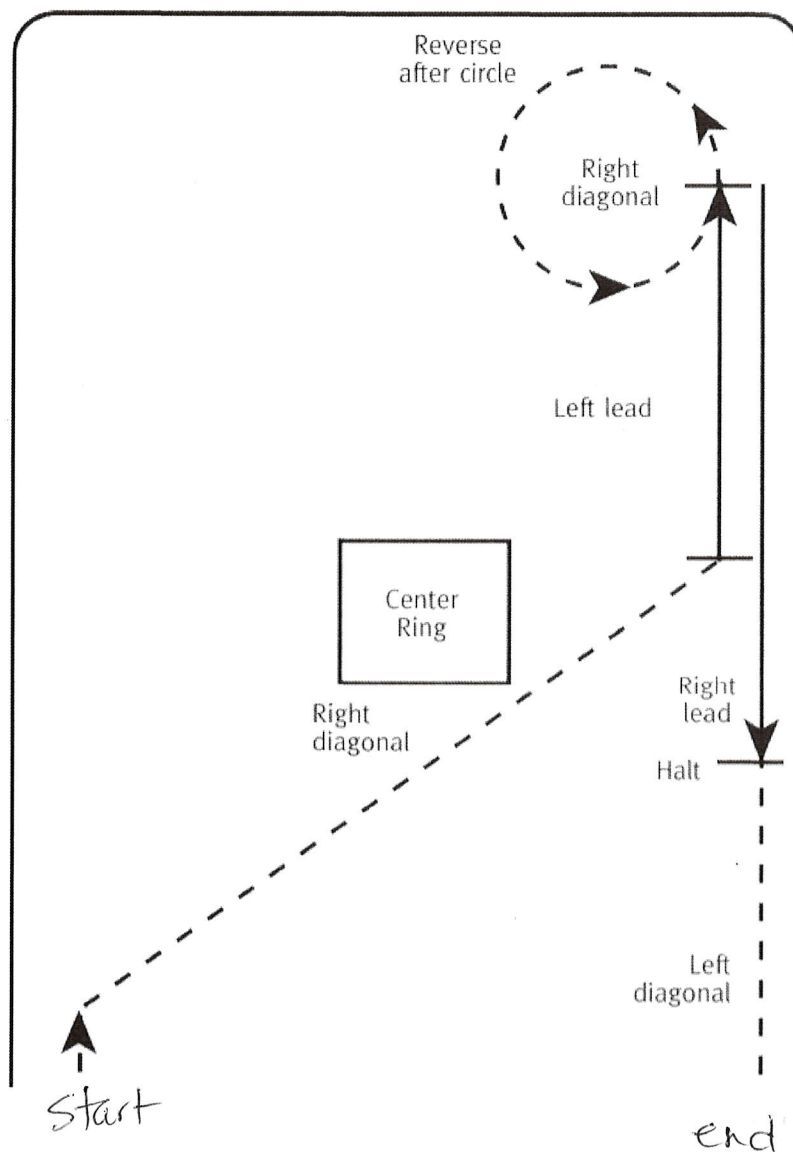 Reverse
after circle
Right
diagonal
Left lead
Center
Ring
Right
diagonal
Right
lead
Halt
Left
diagonal
Start
end